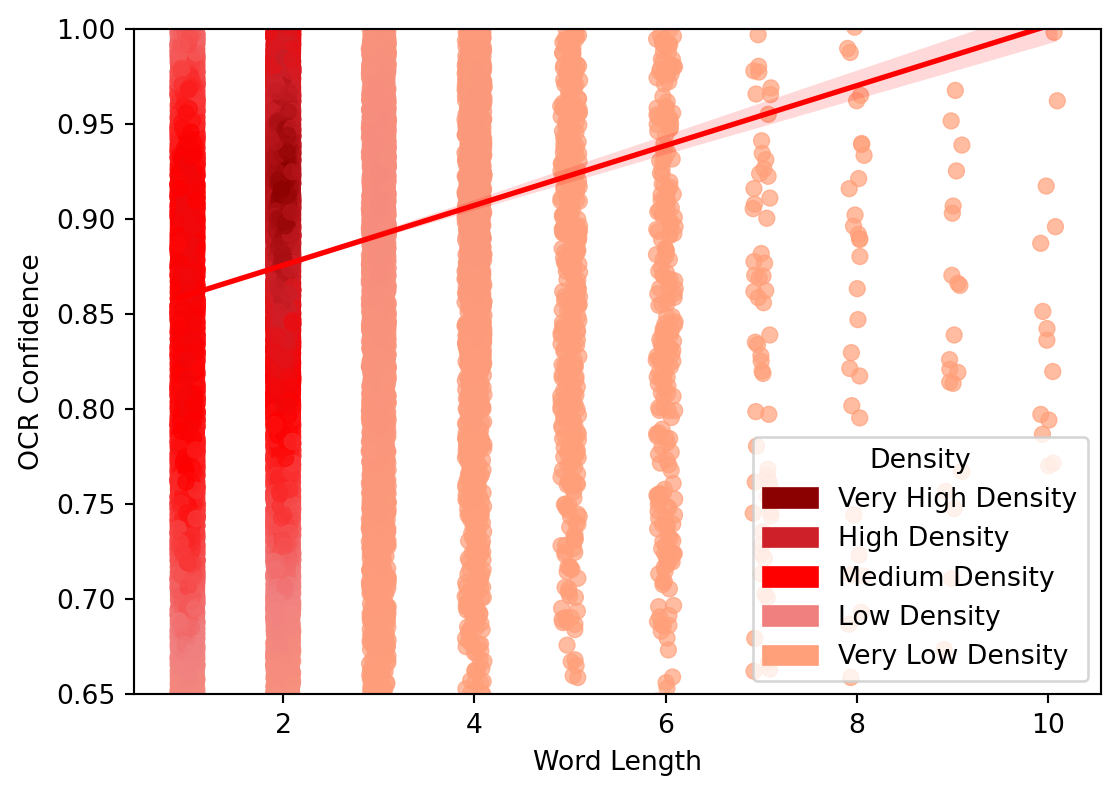 1.00
0.95
0.90
0.85
0.80
0.75
0.70
0.65
OCR Confidence
Density
Very High Density
High Density
Medium Density
Low Density
Very Low Density
2 4 6 8 10
Word Length